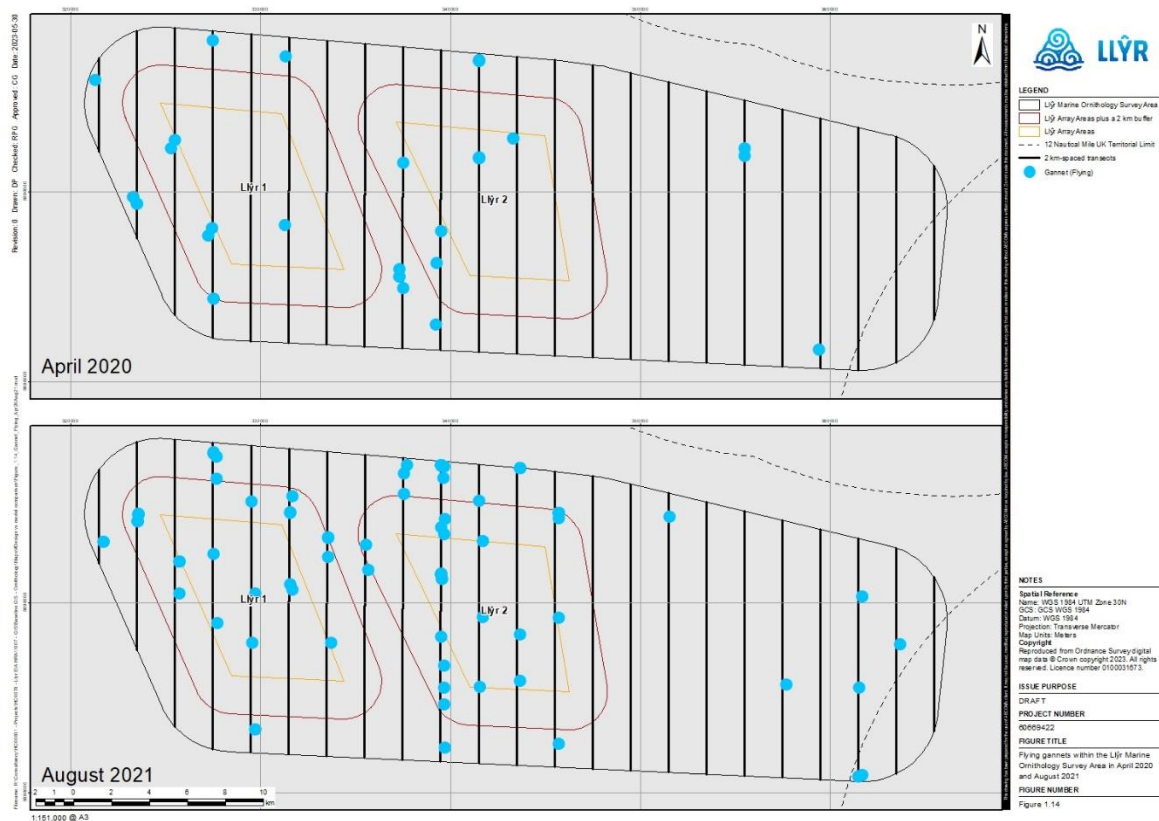 Revision: B Drawn: DP Checked: RPG Approved: CG Date: 2023-05-30
N
Llŷr 1
Llŷr 2
April 2020
Llŷr 1
Llŷr 2
August 2021
2 1 0 2 4 6 8 10
km
1:151,000 @ A3
LLŶR
LEGEND
Llŷr Marine Ornithology Survey Area
Llŷr Array Areas plus a 2 km buffer
Llŷr Array Areas
12 Nautical Mile UK Territorial Limit
2 km-spaced transects
Gannet (Flying)
NOTES
Spatial Reference
Name: WGS 1984 UTM Zone 30N
GCS: GCS WGS 1984
Datum: WGS 1984
Projection: Transverse Mercator
Map Units: Meters
Copyright
Reproduced from Ordnance Survey digital
map data © Crown copyright 2023. All rights
reserved. Licence number 0100031673.
ISSUE PURPOSE
DRAFT
PROJECT NUMBER
60669422
FIGURE TITLE
Flying gannets within the Llŷr Marine
Ornithology Survey Area in April 2020
and August 2021
FIGURE NUMBER
Figure 1.14